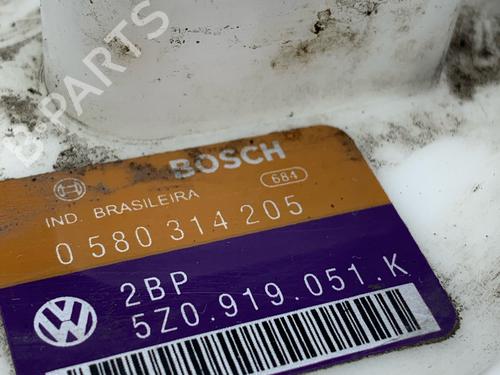 B-PARTS
BOSCH
684
IND. BRASILEIRA
0 580 314 205
2BP
5Z0.919.051.K